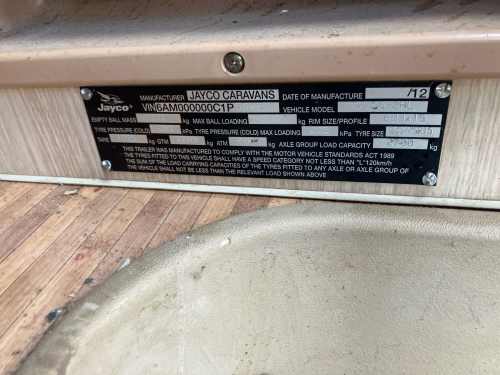 Jayco MANUFACTURER JAYCO CARAVANS DATE OF MANUFACTURE /12
VIN 6AM000000C1P VEHICLE MODEL
EMPTY BALL MASS kg MAX BALL LOADING kg RIM SIZE/PROFILE
TYRE PRESSURE (COLD) kPa TYRE PRESSURE (COLD) MAX LOADING kPa TYRE SIZE
TARE kg GTM kg ATM kg AXLE GROUP LOAD CAPACITY kg
THIS TRAILER WAS MANUFACTURED TO COMPLY WITH THE MOTOR VEHICLE STANDARDS ACT 1989
THE TYRES FITTED TO THIS VEHICLE SHALL HAVE A SPEED CATEGORY NOT LESS THAN "L"120km/h
THE SUM OF THE LOAD CARRYING CAPACITIES OF THE TYRES FITTED TO ANY AXLE OR AXLE GROUP OF
THE VEHICLE SHALL NOT BE LESS THAN THE RELEVANT LOAD SHOWN ABOVE